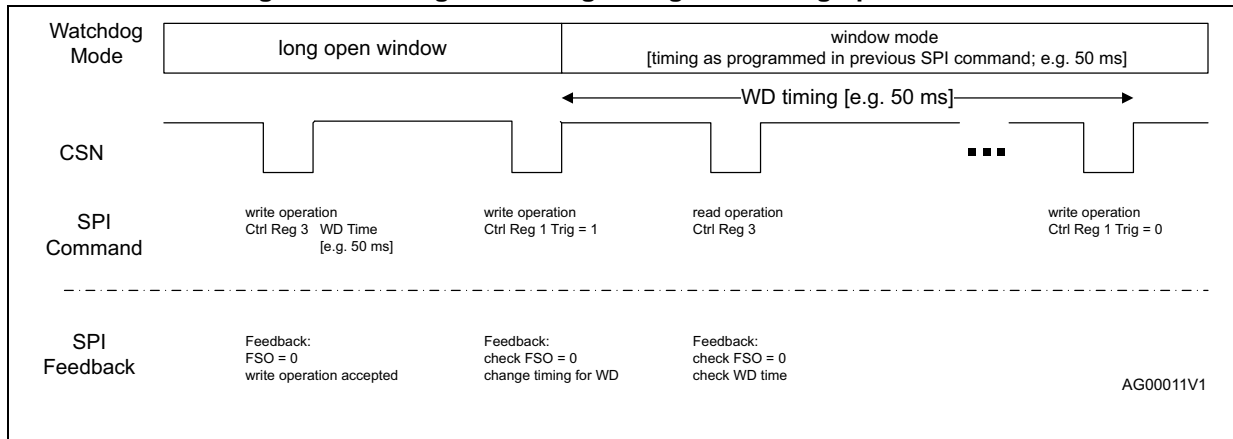 Watchdog
Mode
long open window
window mode
[timing as programmed in previous SPI command; e.g. 50 ms]
WD timing [e.g. 50 ms]
CSN
SPI
Command
write operation
Ctrl Reg 3 WD Time
[e.g. 50 ms]
write operation
Ctrl Reg 1 Trig = 1
read operation
Ctrl Reg 3
write operation
Ctrl Reg 1 Trig = 0
SPI
Feedback
Feedback:
FSO = 0
write operation accepted
Feedback:
check FSO = 0
change timing for WD
Feedback:
check FSO = 0
check WD time
AG00011V1